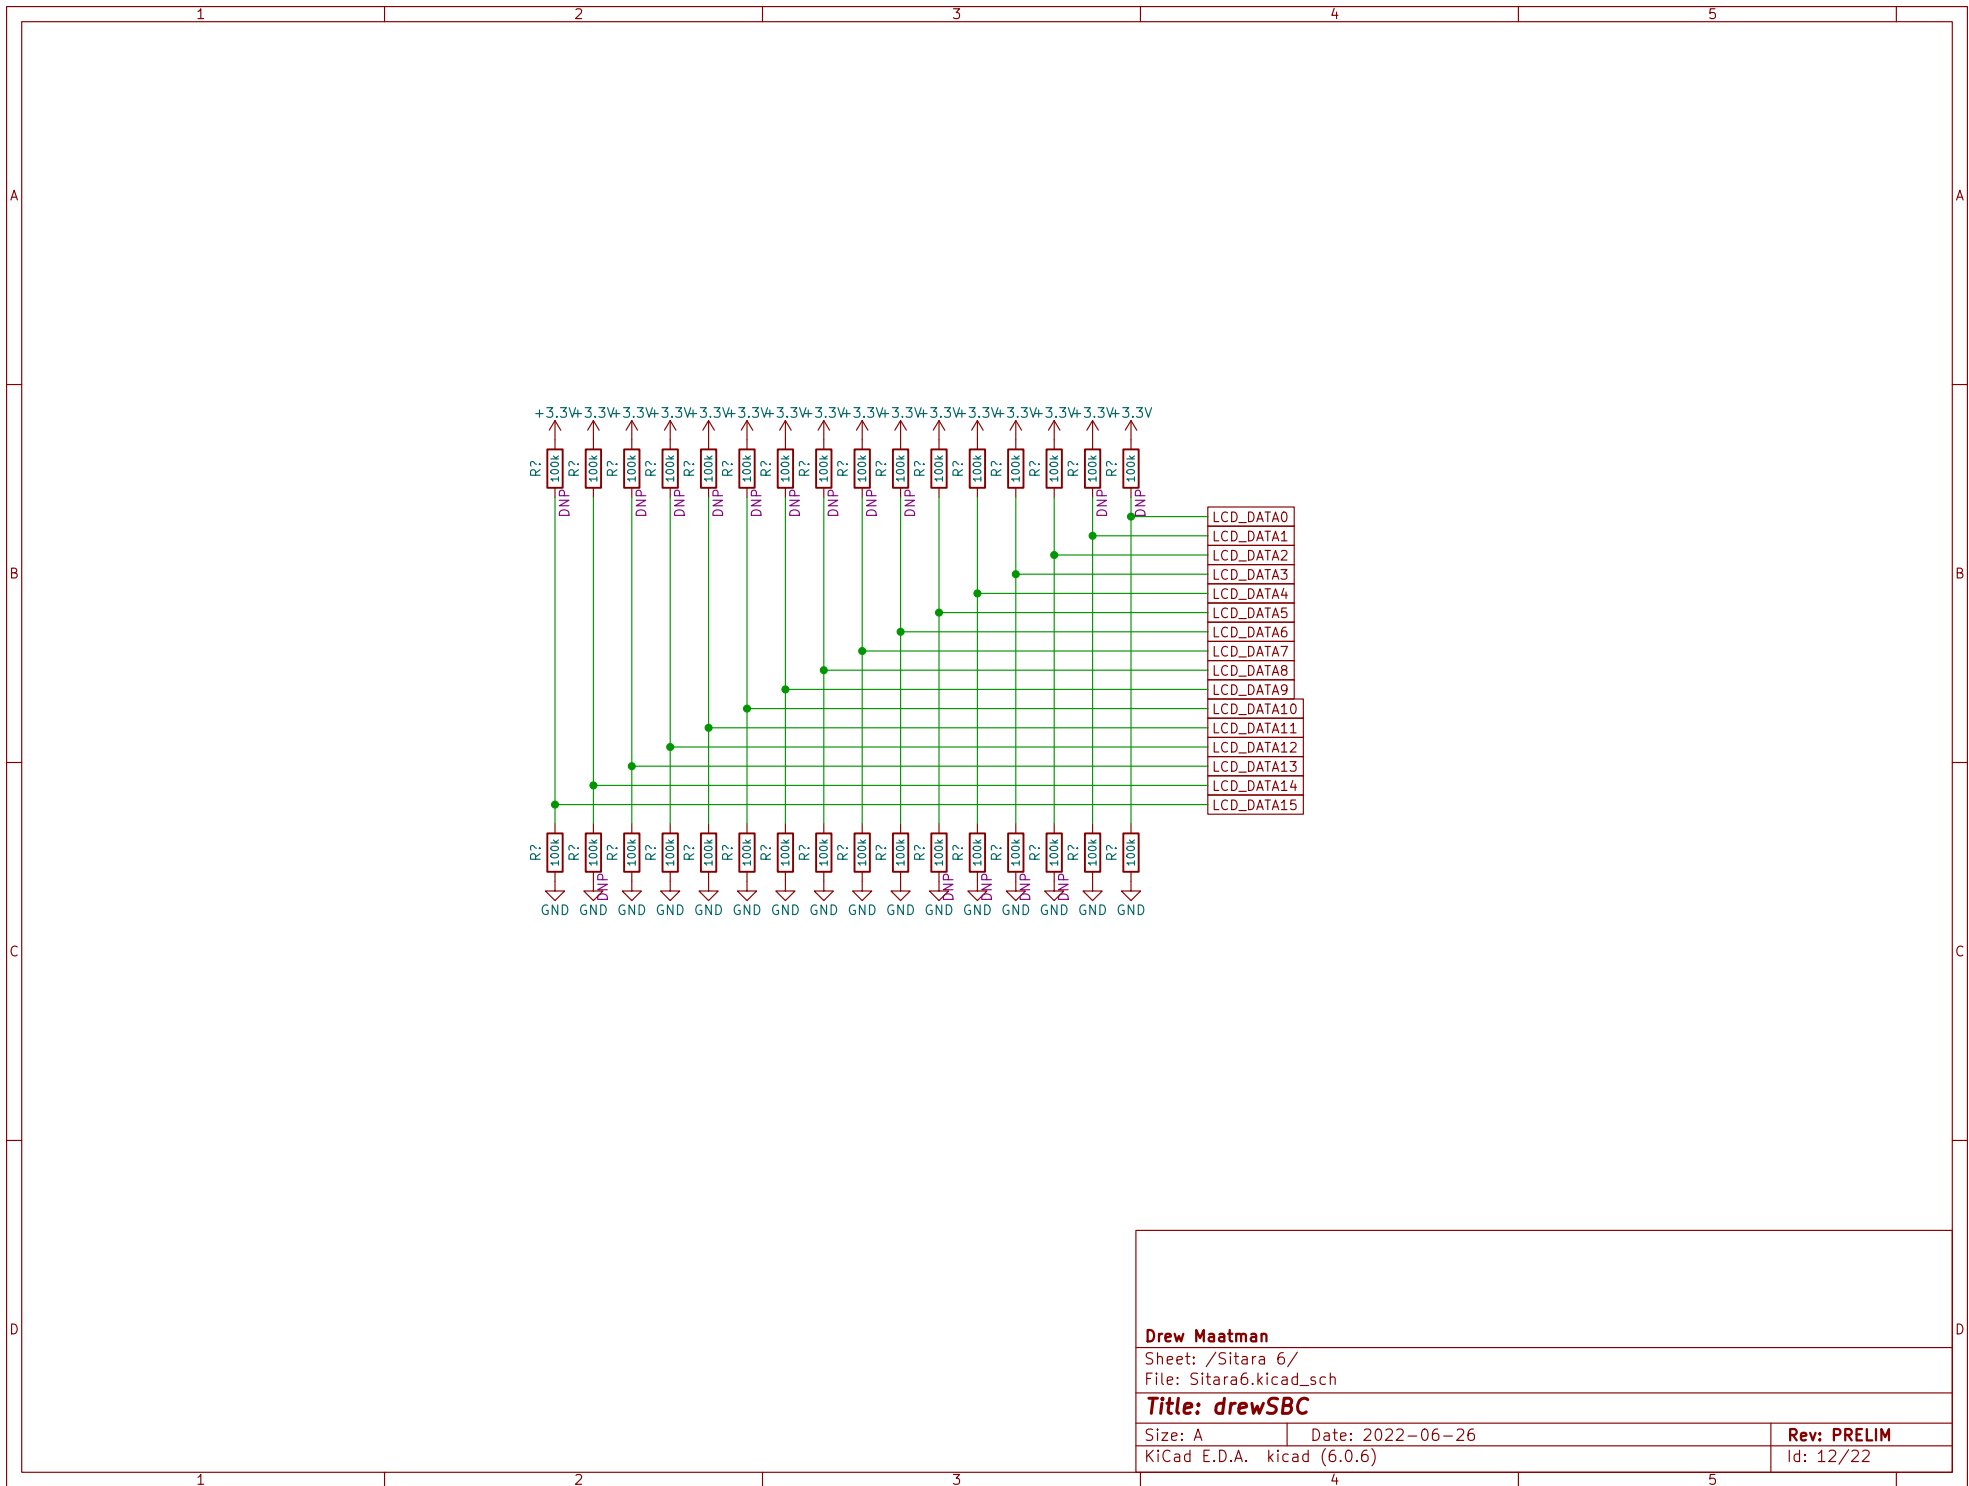 1 2 3 4 5
A A
+3.3V +3.3V +3.3V +3.3V +3.3V +3.3V +3.3V +3.3V +3.3V +3.3V +3.3V +3.3V +3.3V +3.3V +3.3V +3.3V
R? R? R? R? R? R? R? R? R? R? R? R? R? R? R? R?
100k 100k 100k 100k 100k 100k 100k 100k 100k 100k 100k 100k 100k 100k 100k 100k
DNP DNP DNP DNP DNP DNP DNP DNP DNP DNP DNP
LCD_DATA0
LCD_DATA1
LCD_DATA2
B LCD_DATA3 B
LCD_DATA4
LCD_DATA5
LCD_DATA6
LCD_DATA7
LCD_DATA8
LCD_DATA9
LCD_DATA10
LCD_DATA11
LCD_DATA12
LCD_DATA13
LCD_DATA14
LCD_DATA15
R? R? R? R? R? R? R? R? R? R? R? R? R? R? R? R?
100k 100k 100k 100k 100k 100k 100k 100k 100k 100k 100k 100k 100k 100k 100k 100k
DNP DNP DNP DNP DNP
GND GND GND GND GND GND GND GND GND GND GND GND GND GND GND GND
C C
D D
Drew Maatman
Sheet: /Sitara 6/
File: Sitara6.kicad_sch
Title: drewSBC
Size: A Date: 2022-06-26 Rev: PRELIM
KiCad E.D.A. kicad (6.0.6) Id: 12/22
1 2 3 4 5